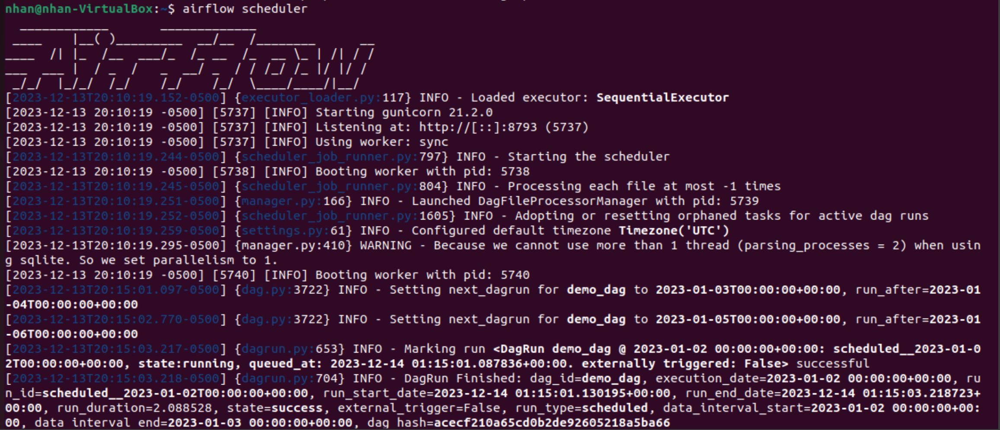 nhan@nhan-VirtualBox:~$ airflow scheduler
  ____________       _____________
 ____    |__( )_________  __/__  /________      __
____  /| |_  /__  ___/_  /_ __  /_  __ \_ | /| / /
___  ___ |  / _  /   _  __/ _  / / /_/ /_ |/ |/ /
 _/_/  |_/_/  /_/    /_/    /_/  \____/____/|__/
[2023-12-13T20:10:19.152-0500] {executor_loader.py:117} INFO - Loaded executor: SequentialExecutor
[2023-12-13 20:10:19 -0500] [5737] [INFO] Starting gunicorn 21.2.0
[2023-12-13 20:10:19 -0500] [5737] [INFO] Listening at: http://[::]:8793 (5737)
[2023-12-13 20:10:19 -0500] [5737] [INFO] Using worker: sync
[2023-12-13T20:10:19.244-0500] {scheduler_job_runner.py:797} INFO - Starting the scheduler
[2023-12-13 20:10:19 -0500] [5738] [INFO] Booting worker with pid: 5738
[2023-12-13T20:10:19.245-0500] {scheduler_job_runner.py:804} INFO - Processing each file at most -1 times
[2023-12-13T20:10:19.251-0500] {manager.py:166} INFO - Launched DagFileProcessorManager with pid: 5739
[2023-12-13T20:10:19.252-0500] {scheduler_job_runner.py:1605} INFO - Adopting or resetting orphaned tasks for active dag runs
[2023-12-13T20:10:19.259-0500] {settings.py:61} INFO - Configured default timezone Timezone('UTC')
[2023-12-13T20:10:19.295-0500] {manager.py:410} WARNING - Because we cannot use more than 1 thread (parsing_processes = 2) when usin
g sqlite. So we set parallelism to 1.
[2023-12-13 20:10:19 -0500] [5740] [INFO] Booting worker with pid: 5740
[2023-12-13T20:15:01.097-0500] {dag.py:3722} INFO - Setting next_dagrun for demo_dag to 2023-01-03T00:00:00+00:00, run_after=2023-01
-04T00:00:00+00:00
[2023-12-13T20:15:02.770-0500] {dag.py:3722} INFO - Setting next_dagrun for demo_dag to 2023-01-05T00:00:00+00:00, run_after=2023-01
-06T00:00:00+00:00
[2023-12-13T20:15:03.217-0500] {dagrun.py:653} INFO - Marking run <DagRun demo_dag @ 2023-01-02 00:00:00+00:00: scheduled__2023-01-0
2T00:00:00+00:00, state:running, queued_at: 2023-12-14 01:15:01.087836+00:00. externally triggered: False> successful
[2023-12-13T20:15:03.218-0500] {dagrun.py:704} INFO - DagRun Finished: dag_id=demo_dag, execution_date=2023-01-02 00:00:00+00:00, ru
n_id=scheduled__2023-01-02T00:00:00+00:00, run_start_date=2023-12-14 01:15:01.130195+00:00, run_end_date=2023-12-14 01:15:03.218723+
00:00, run_duration=2.088528, state=success, external_trigger=False, run_type=scheduled, data_interval_start=2023-01-02 00:00:00+00:
00, data_interval_end=2023-01-03 00:00:00+00:00, dag_hash=acecf210a65cd0b2de92605218a5ba66